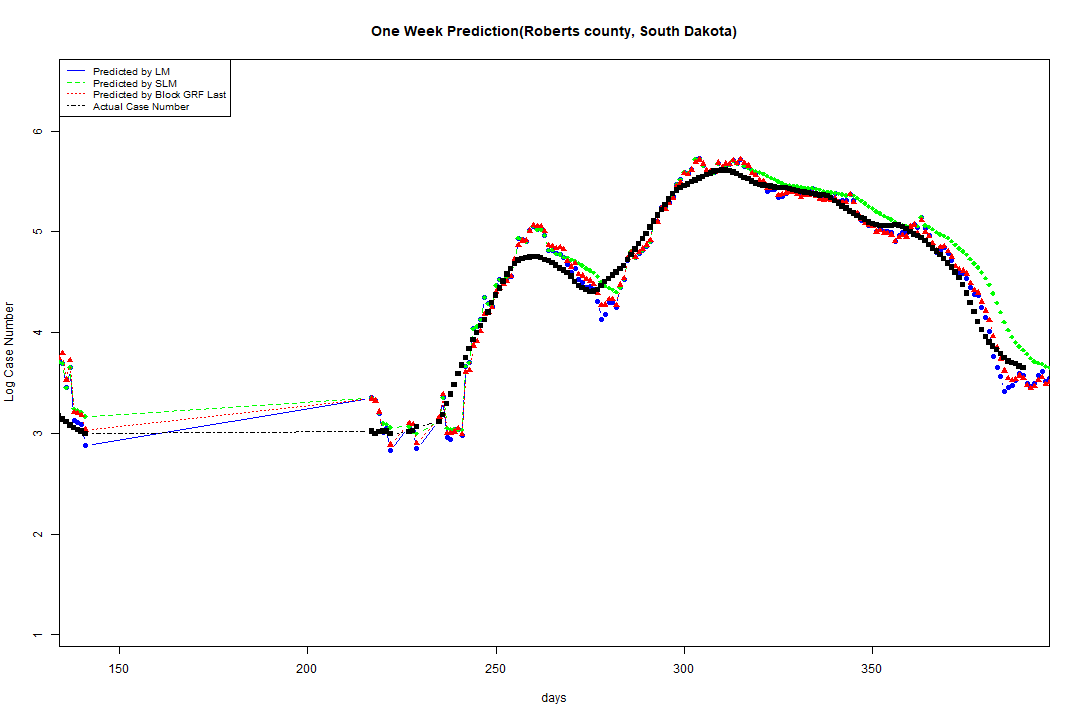 One Week Prediction(Roberts county, South Dakota)
Predicted by LM
Predicted by SLM
Predicted by Block GRF Last
Actual Case Number
6
5
4
3
2
1
Log Case Number
150 200 250 300 350
days